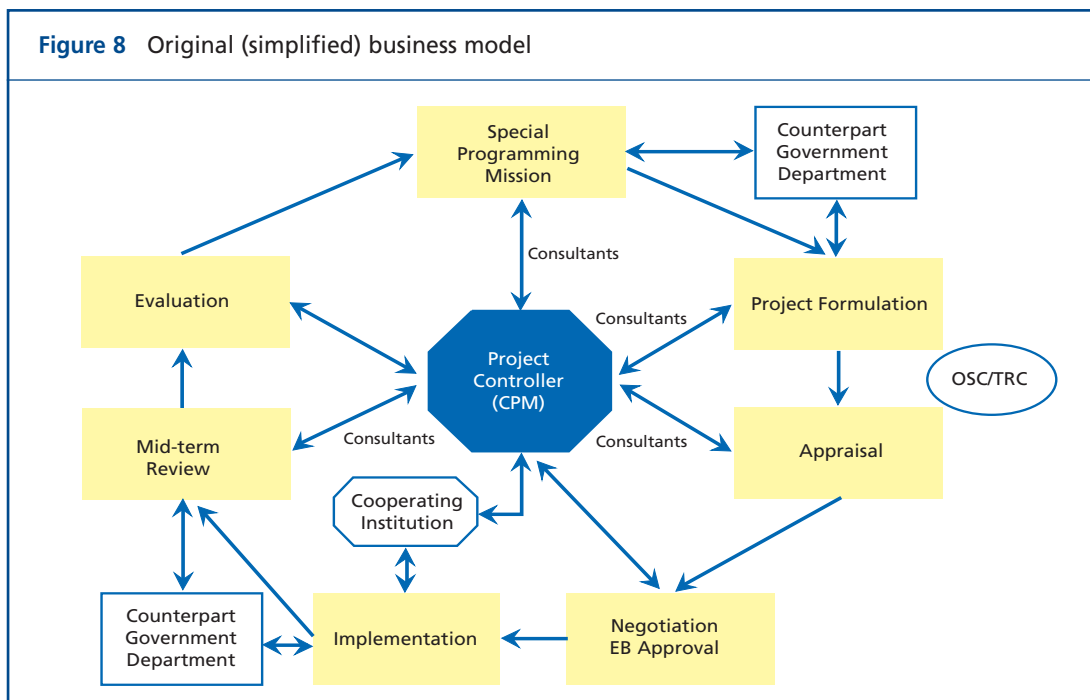 Figure 8 Original (simplified) business model
Special
Programming
Mission
Counterpart
Government
Department
Consultants
Evaluation
Project Formulation
Consultants
Project
Controller
(CPM)
OSC/TRC
Mid-term
Review
Consultants
Consultants
Appraisal
Cooperating
Institution
Counterpart
Government
Department
Implementation
Negotiation
EB Approval